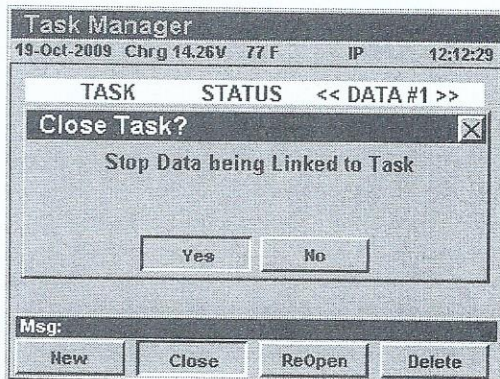 Task Manager
19-Oct-2009 Chrg 14.26V 77 F IP 12:12:29
TASK STATUS << DATA #1 >>
Close Task?
Stop Data being Linked to Task
Yes No
Msg:
New Close ReOpen Delete